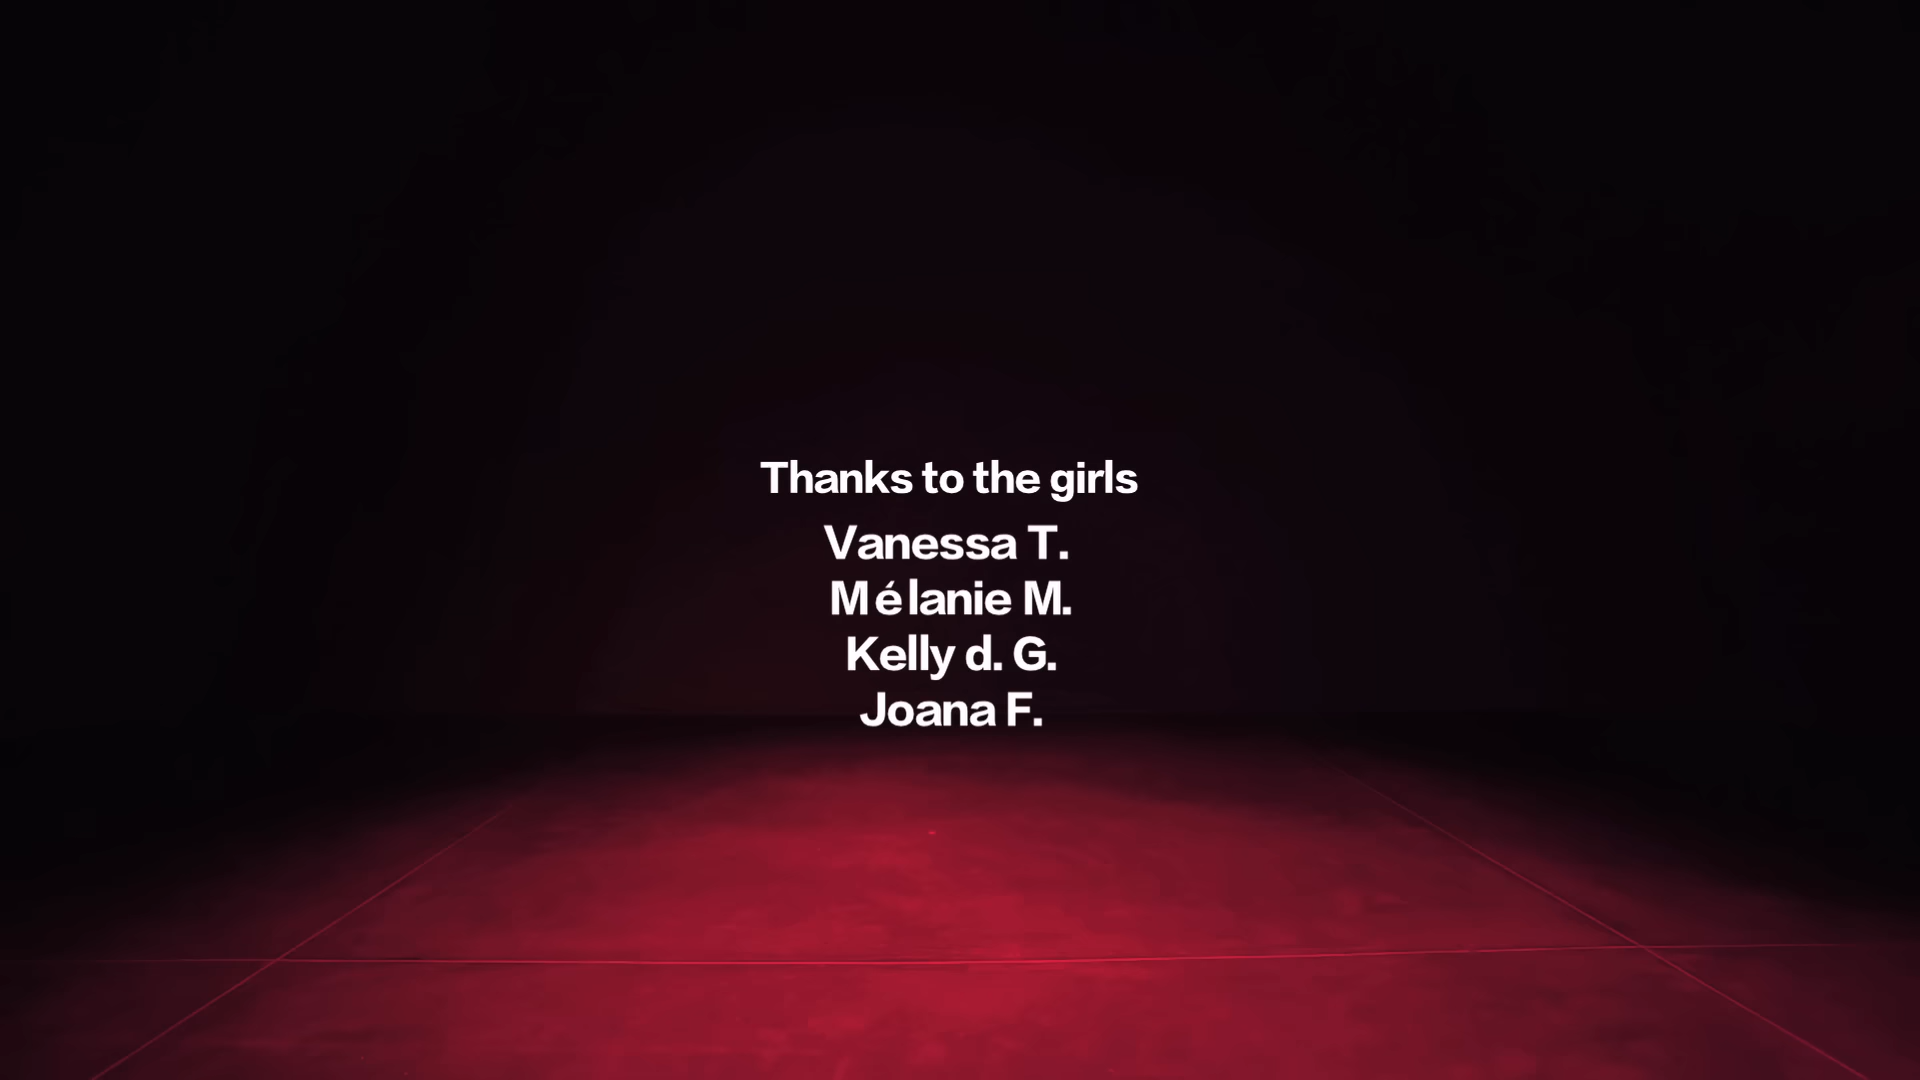 Thanks to the girls
Vanessa T.
Mélanie M.
Kelly d. G.
Joana F.